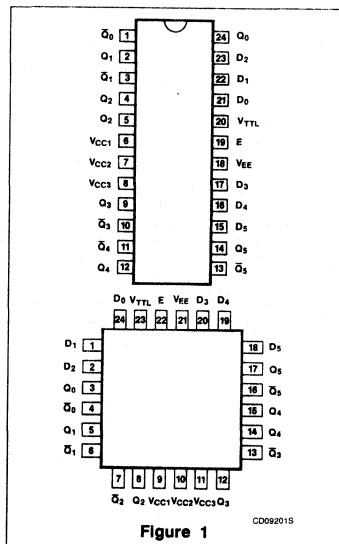 Q̅0 1 24 Q0
Q1 2 23 D2
Q̅1 3 22 D1
Q2 4 21 D0
Q2 5 20 VTTL
VCC1 6 19 E
VCC2 7 18 VEE
VCC3 8 17 D3
Q3 9 16 D4
Q̅3 10 15 D5
Q̅4 11 14 Q5
Q4 12 13 Q̅5
D0 VTTL E VEE D3 D4
24 23 22 21 20 19
D1 1 18 D5
D2 2 17 Q5
Q0 3 16 Q̅5
Q̅0 4 15 Q4
Q1 5 14 Q4
Q̅1 6 13 Q̅3
7 8 9 10 11 12
Q̅2 Q2 VCC1 VCC2 VCC3 Q3
CD09201S
Figure 1